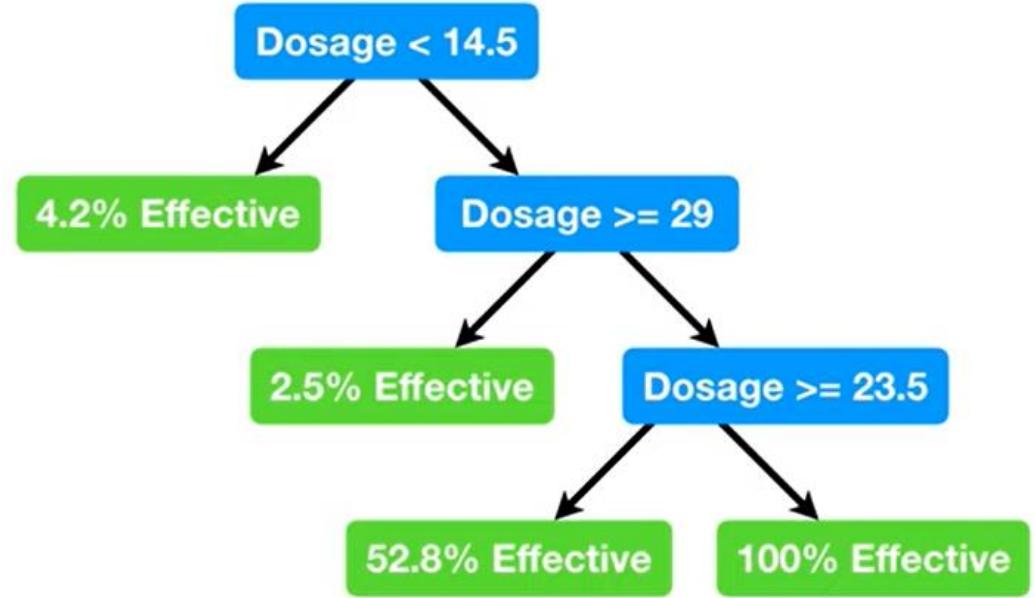 Dosage < 14.5
4.2% Effective
Dosage >= 29
2.5% Effective
Dosage >= 23.5
52.8% Effective
100% Effective